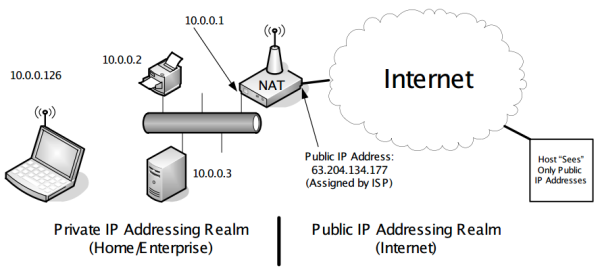 10.0.0.1
10.0.0.2
10.0.0.126
NAT
Internet
10.0.0.3
Public IP Address:
63.204.134.177
(Assigned by ISP)
Host “Sees”
Only Public
IP Addresses
Private IP Addressing Realm
(Home/Enterprise)
Public IP Addressing Realm
(Internet)